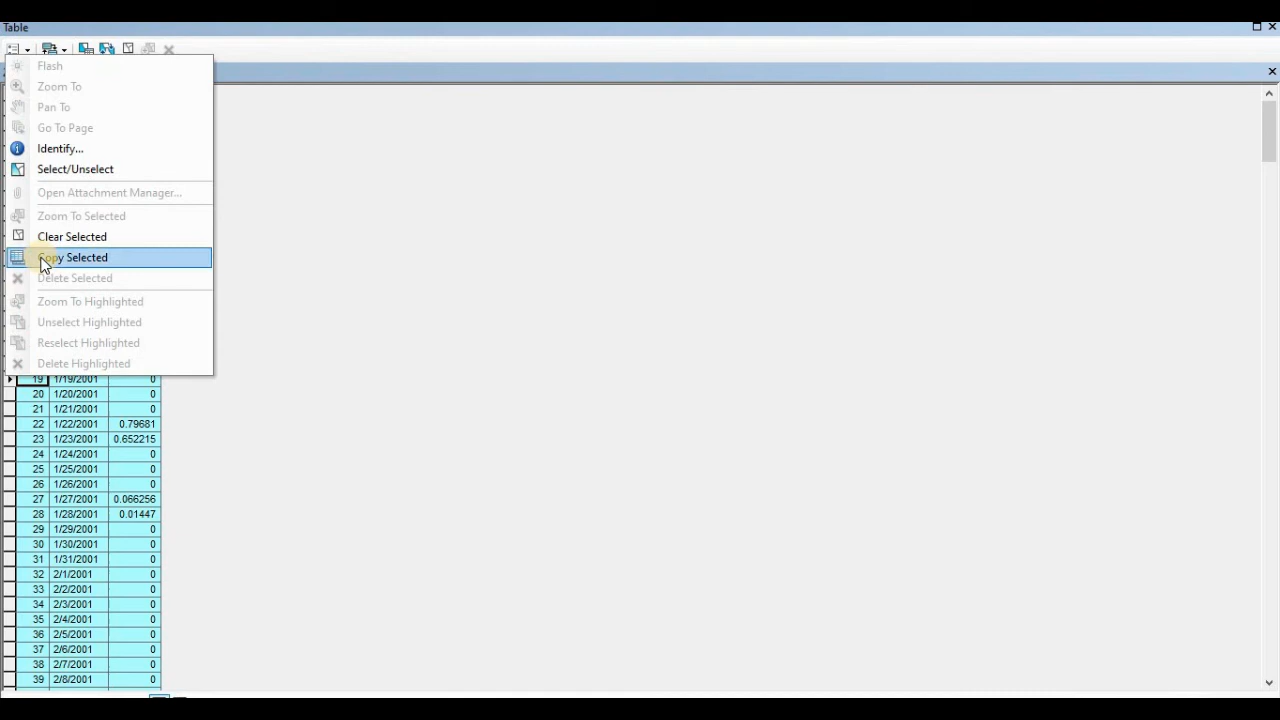 Table
Flash
Zoom To
Pan To
Go To Page
Identify...
Select/Unselect
Open Attachment Manager...
Zoom To Selected
Clear Selected
Copy Selected
Delete Selected
Zoom To Highlighted
Unselect Highlighted
Reselect Highlighted
Delete Highlighted
19 1/19/2001 0
20 1/20/2001 0
21 1/21/2001 0
22 1/22/2001 0.79681
23 1/23/2001 0.652215
24 1/24/2001 0
25 1/25/2001 0
26 1/26/2001 0
27 1/27/2001 0.066256
28 1/28/2001 0.01447
29 1/29/2001 0
30 1/30/2001 0
31 1/31/2001 0
32 2/1/2001 0
33 2/2/2001 0
34 2/3/2001 0
35 2/4/2001 0
36 2/5/2001 0
37 2/6/2001 0
38 2/7/2001 0
39 2/8/2001 0